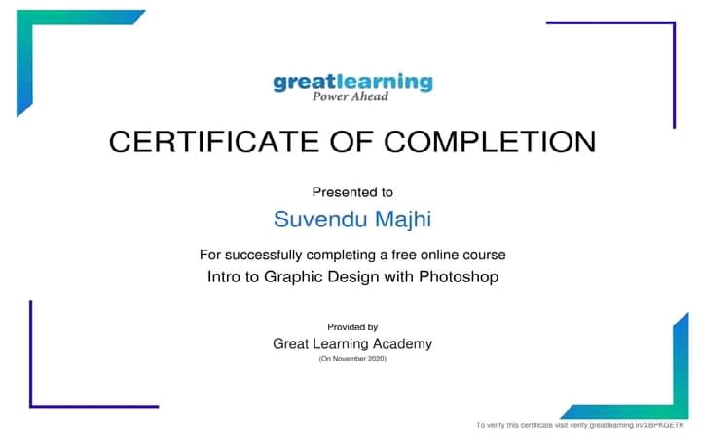 greatlearning
Power Ahead
CERTIFICATE OF COMPLETION
Presented to
Suvendu Majhi
For successfully completing a free online course
Intro to Graphic Design with Photoshop
Provided by
Great Learning Academy
(On November 2020)
To verify this certificate visit verify.greatlearning.in/